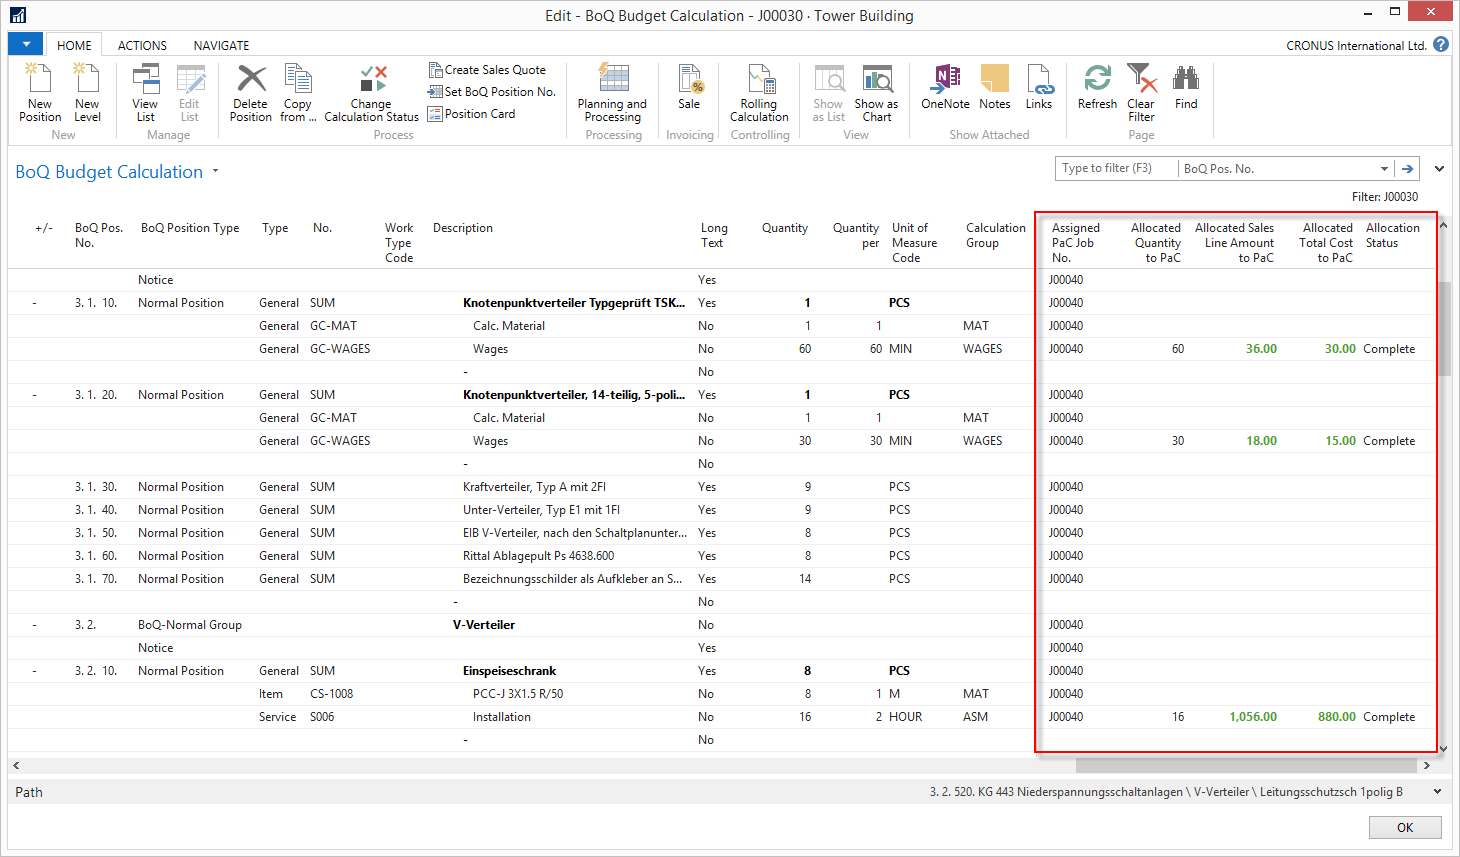 Edit - BoQ Budget Calculation - J00030 · Tower Building
HOME ACTIONS NAVIGATE CRONUS International Ltd.
New Position
New Level
New
View List
Edit List
Manage
Delete Position
Copy from ...
Change Calculation Status
Create Sales Quote
Set BoQ Position No.
Position Card
Process
Planning and Processing
Processing
Sale
Invoicing
Rolling Calculation
Controlling
Show as List
Show as Chart
View
OneNote
Notes
Links
Show Attached
Refresh
Clear Filter
Find
Page
BoQ Budget Calculation
Type to filter (F3) BoQ Pos. No.
Filter: J00030
+/- BoQ Pos. No. BoQ Position Type Type No. Work Type Code Description Long Text Quantity Quantity per Unit of Measure Code Calculation Group Assigned PaC Job No. Allocated Quantity to PaC Allocated Sales Line Amount to PaC Allocated Total Cost to PaC Allocation Status
Notice Yes J00040
- 3. 1. 10. Normal Position General SUM Knotenpunktverteiler Typgeprüft TSK... Yes 1 PCS J00040
General GC-MAT Calc. Material No 1 1 MAT J00040
General GC-WAGES Wages No 60 60 MIN WAGES J00040 60 36.00 30.00 Complete
- No
- 3. 1. 20. Normal Position General SUM Knotenpunktverteiler, 14-teilig, 5-poli... Yes 1 PCS J00040
General GC-MAT Calc. Material No 1 1 MAT J00040
General GC-WAGES Wages No 30 30 MIN WAGES J00040 30 18.00 15.00 Complete
- No
3. 1. 30. Normal Position General SUM Kraftverteiler, Typ A mit 2FI Yes 9 PCS J00040
3. 1. 40. Normal Position General SUM Unter-Verteiler, Typ E1 mit 1FI Yes 9 PCS J00040
3. 1. 50. Normal Position General SUM EIB V-Verteiler, nach den Schaltplanunter... Yes 8 PCS J00040
3. 1. 60. Normal Position General SUM Rittal Ablagepult Ps 4638.600 Yes 8 PCS J00040
3. 1. 70. Normal Position General SUM Bezeichnungsschilder als Aufkleber an S... Yes 14 PCS J00040
- No
- 3. 2. BoQ-Normal Group V-Verteiler No J00040
Notice Yes J00040
- 3. 2. 10. Normal Position General SUM Einspeiseschrank Yes 8 PCS J00040
Item CS-1008 PCC-J 3X1.5 R/50 No 8 1 M MAT J00040
Service S006 Installation No 16 2 HOUR ASM J00040 16 1,056.00 880.00 Complete
- No
Path 3. 2. 520. KG 443 Niederspannungsschaltanlagen \ V-Verteiler \ Leitungsschutzsch 1polig B
OK